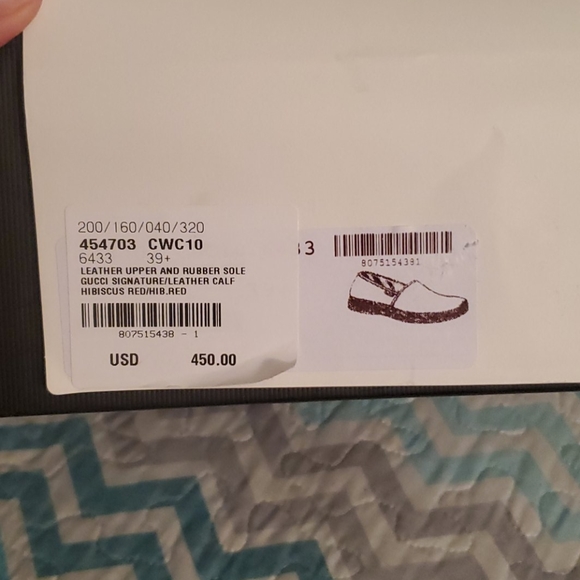 200/160/040/320
454703 CWC10
6433 39+
LEATHER UPPER AND RUBBER SOLE
GUCCI SIGNATURE/LEATHER CALF
HIBISCUS RED/HIB.RED
807515438 - 1
USD 450.00
33
8075154381